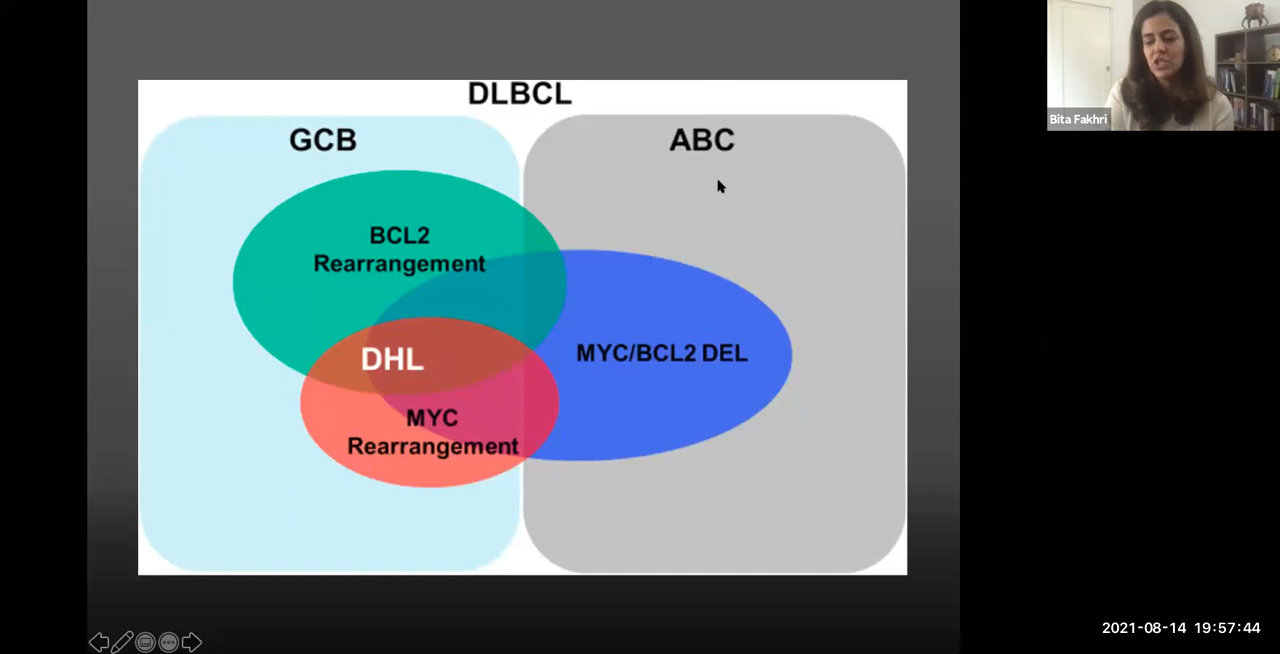 DLBCL
GCB
ABC
BCL2
Rearrangement
DHL
MYC/BCL2 DEL
MYC
Rearrangement
Bita Fakhri
2021-08-14 19:57:44